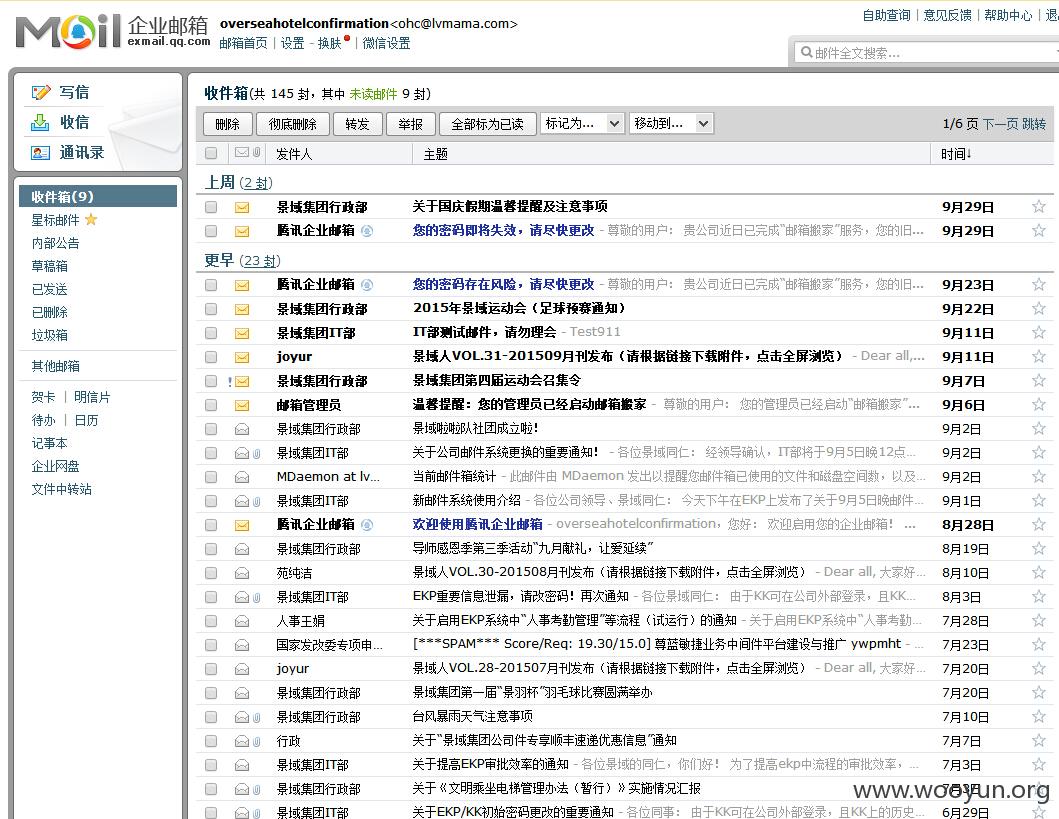 MOil 企业邮箱 exmail.qq.com
overseahotelconfirmation<ohc@lvmama.com>
邮箱首页 | 设置 - 换肤 | 微信设置
自助查询 | 意见反馈 | 帮助中心 |
邮件全文搜索...
写信
收信
通讯录
收件箱(9)
星标邮件
内部公告
草稿箱
已发送
已删除
垃圾箱
其他邮箱
贺卡 | 明信片
待办 | 日历
记事本
企业网盘
文件中转站
收件箱(共 145 封，其中 未读邮件 9 封)
删除 彻底删除 转发 举报 全部标为已读 标记为... 移动到... 1/6 页 下一页 跳转
发件人 主题 时间↓
上周 (2 封)
景域集团行政部 关于国庆假期温馨提醒及注意事项 9月29日
腾讯企业邮箱 您的密码即将失效，请尽快更改 - 尊敬的用户： 贵公司近日已完成“邮箱搬家”服务，您的旧... 9月29日
更早 (23 封)
腾讯企业邮箱 您的密码存在风险，请尽快更改 - 尊敬的用户： 贵公司近日已完成“邮箱搬家”服务，您的旧... 9月23日
景域集团行政部 2015年景域运动会（足球预赛通知） 9月22日
景域集团IT部 IT部测试邮件，请勿理会 - Test911 9月11日
joyur 景域人VOL.31-201509月刊发布（请根据链接下载附件，点击全屏浏览） - Dear all,... 9月11日
景域集团行政部 景域集团第四届运动会召集令 9月7日
邮箱管理员 温馨提醒：您的管理员已经启动邮箱搬家 - 尊敬的用户： 您的管理员已经启动“邮箱搬家”... 9月6日
景域集团行政部 景域啦啦队社团成立啦！ 9月2日
景域集团IT部 关于公司邮件系统更换的重要通知！ - 各位景域同仁： 经领导确认，IT部将于9月5日晚12点... 9月2日
MDaemon at lv... 当前邮件箱统计 - 此邮件由 MDaemon 发出以提醒您邮件箱已使用的文件和磁盘空间数，以及... 9月2日
景域集团IT部 新邮件系统使用介绍 - 各位公司领导、景域同仁： 今天下午在EKP上发布了关于9月5日晚邮件... 9月1日
腾讯企业邮箱 欢迎使用腾讯企业邮箱 - overseahotelconfirmation，您好： 欢迎启用您的企业邮箱！ ... 8月28日
景域集团行政部 导师感恩季第三季活动“九月献礼，让爱延续” 8月19日
苑纯洁 景域人VOL.30-201508月刊发布（请根据链接下载附件，点击全屏浏览） - Dear all, 大家好... 8月10日
景域集团IT部 EKP重要信息泄漏，请改密码！再次通知 - 各位景域同仁： 由于KK可在公司外部登录，且KK... 8月3日
人事王娟 关于启用EKP系统中“人事考勤管理”等流程（试运行）的通知 - 关于启用EKP系统中“人事考勤... 7月28日
国家发改委专项申... [***SPAM*** Score/Req: 19.30/15.0] 尊蓝敏捷业务中间件平台建设与推广 ywpmht - ... 7月23日
joyur 景域人VOL.28-201507月刊发布（请根据链接下载附件，点击全屏浏览） - Dear all, 大家好... 7月20日
景域集团行政部 景域集团第一届“景羽杯”羽毛球比赛圆满举办 7月20日
景域集团行政部 台风暴雨天气注意事项 7月10日
行政 关于“景域集团公司件专享顺丰速递优惠信息”通知 7月7日
景域集团IT部 关于提高EKP审批效率的通知 - 各位景域的同仁，你们好！ 为了提高ekp中流程的审批效率，... 7月3日
景域集团行政部 关于《文明乘坐电梯管理办法（暂行）》实施情况汇报 7月3日
景域集团IT部 关于EKP/KK初始密码更改的重要通知 - 各位同事： 由于KK可在公司外部登录，且KK上的历史... 6月29日
www.wooyun.org